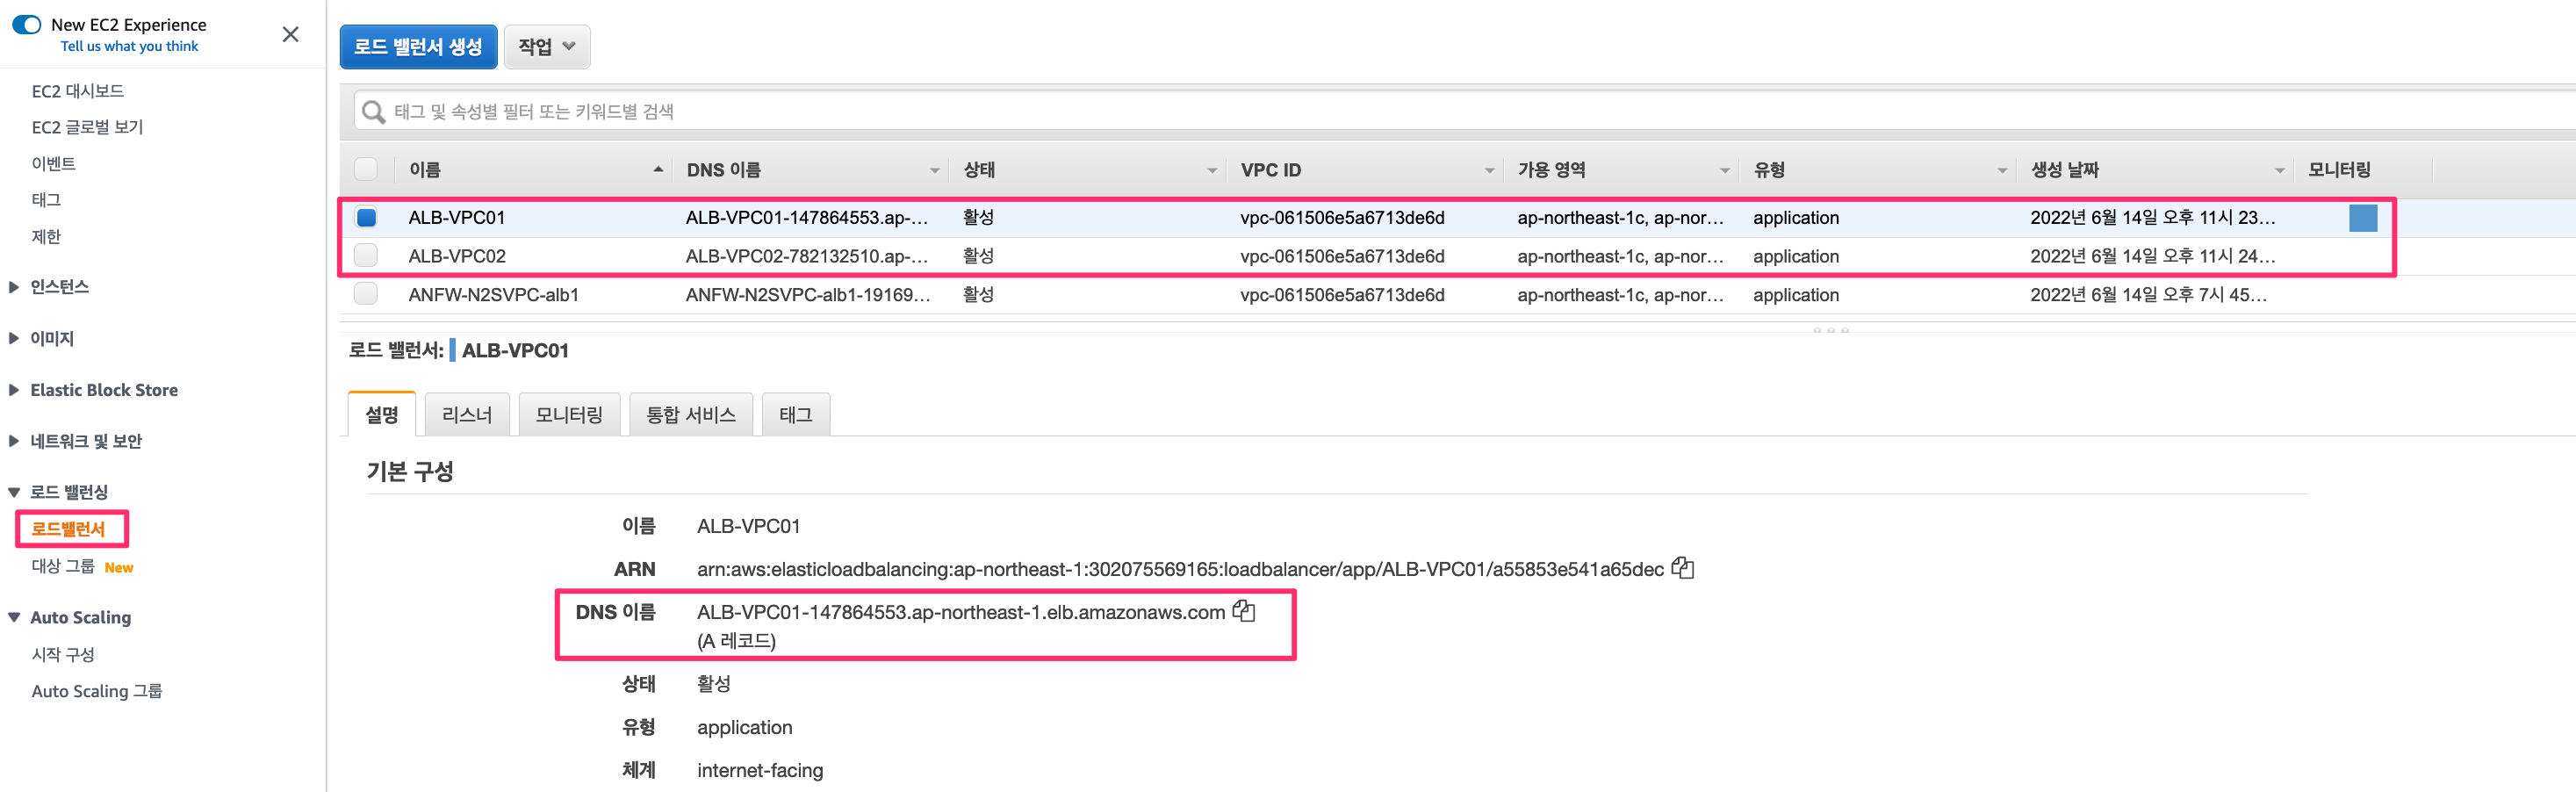 New EC2 Experience
Tell us what you think
EC2 대시보드
EC2 글로벌 보기
이벤트
태그
제한
인스턴스
이미지
Elastic Block Store
네트워크 및 보안
로드 밸런싱
로드밸런서
대상 그룹 New
Auto Scaling
시작 구성
Auto Scaling 그룹
로드 밸런서 생성 작업
태그 및 속성별 필터 또는 키워드별 검색
이름 DNS 이름 상태 VPC ID 가용 영역 유형 생성 날짜 모니터링
ALB-VPC01 ALB-VPC01-147864553.ap-... 활성 vpc-061506e5a6713de6d ap-northeast-1c, ap-nor... application 2022년 6월 14일 오후 11시 23...
ALB-VPC02 ALB-VPC02-782132510.ap-... 활성 vpc-061506e5a6713de6d ap-northeast-1c, ap-nor... application 2022년 6월 14일 오후 11시 24...
ANFW-N2SVPC-alb1 ANFW-N2SVPC-alb1-19169... 활성 vpc-061506e5a6713de6d ap-northeast-1c, ap-nor... application 2022년 6월 14일 오후 7시 45...
로드 밸런서: ALB-VPC01
설명 리스너 모니터링 통합 서비스 태그
기본 구성
이름 ALB-VPC01
ARN arn:aws:elasticloadbalancing:ap-northeast-1:302075569165:loadbalancer/app/ALB-VPC01/a55853e541a65dec
DNS 이름 ALB-VPC01-147864553.ap-northeast-1.elb.amazonaws.com
(A 레코드)
상태 활성
유형 application
체계 internet-facing